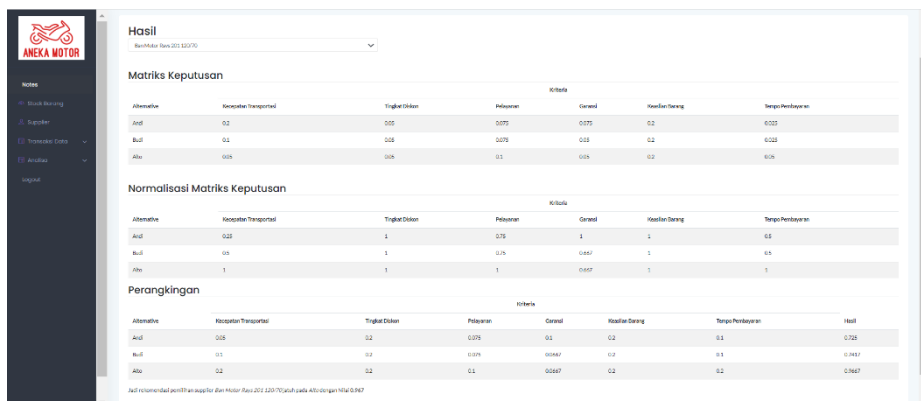 ANEKA MOTOR
Notes
Stock Barang
Supplier
Transaksi Data
Analisis
Logout
Hasil
Ban Motor Rays 201 120/70
Matriks Keputusan
Kriteria
Alternative Kecepatan Transportasi Tingkat Diskon Pelayanan Garansi Keaslian Barang Tempo Pembayaran
Andi 0.2 0.05 0.075 0.075 0.2 0.025
Budi 0.1 0.05 0.075 0.05 0.2 0.025
Alto 0.05 0.05 0.1 0.05 0.2 0.05
Normalisasi Matriks Keputusan
Kriteria
Alternative Kecepatan Transportasi Tingkat Diskon Pelayanan Garansi Keaslian Barang Tempo Pembayaran
Andi 0.25 1 0.75 1 1 0.5
Budi 0.5 1 0.75 0.667 1 0.5
Alto 1 1 1 0.667 1 1
Perangkingan
Kriteria
Alternative Kecepatan Transportasi Tingkat Diskon Pelayanan Garansi Keaslian Barang Tempo Pembayaran Hasil
Andi 0.05 0.2 0.075 0.1 0.2 0.1 0.725
Budi 0.1 0.2 0.075 0.0667 0.2 0.1 0.7417
Alto 0.2 0.2 0.1 0.0667 0.2 0.2 0.9667
Jadi rekomendasi pemilihan supplier Ban Motor Rays 201 120/70 jatuh pada Alto dengan Nilai 0.967